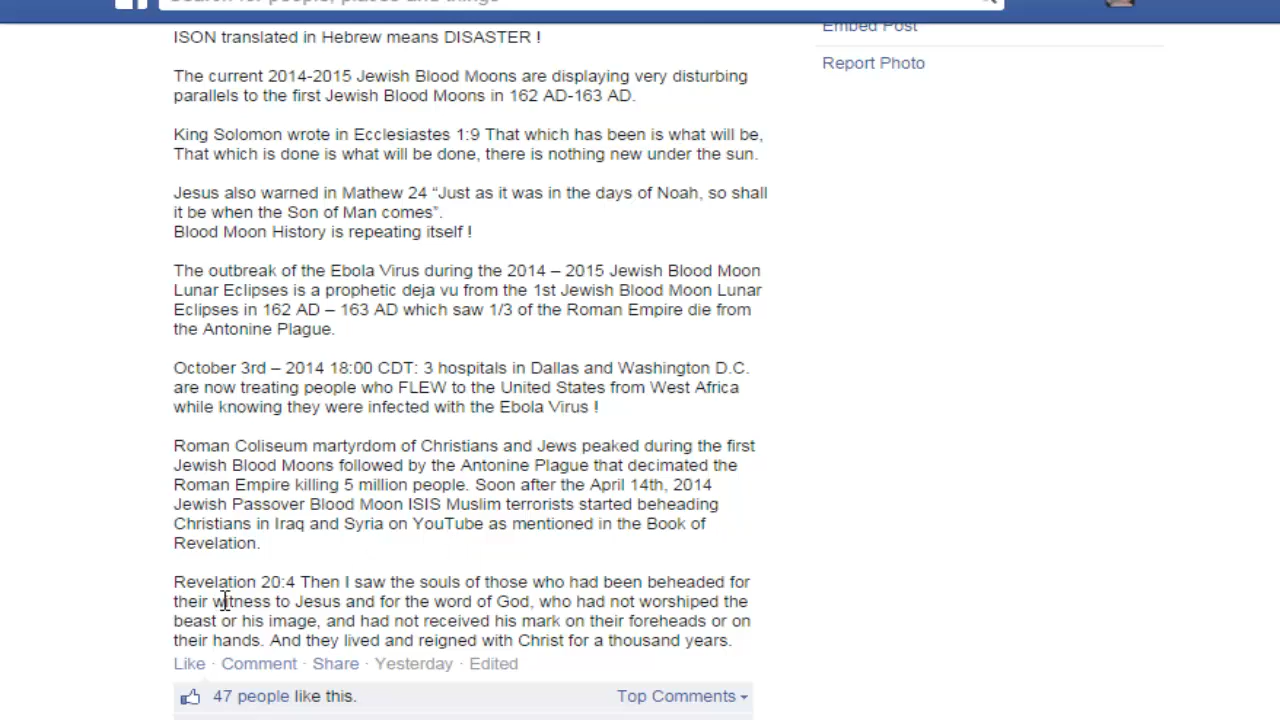 Search for people, places and things
Embed Post
ISON translated in Hebrew means DISASTER !
Report Photo
The current 2014-2015 Jewish Blood Moons are displaying very disturbing
parallels to the first Jewish Blood Moons in 162 AD-163 AD.
King Solomon wrote in Ecclesiastes 1:9 That which has been is what will be,
That which is done is what will be done, there is nothing new under the sun.
Jesus also warned in Mathew 24 “Just as it was in the days of Noah, so shall
it be when the Son of Man comes”.
Blood Moon History is repeating itself !
The outbreak of the Ebola Virus during the 2014 – 2015 Jewish Blood Moon
Lunar Eclipses is a prophetic deja vu from the 1st Jewish Blood Moon Lunar
Eclipses in 162 AD – 163 AD which saw 1/3 of the Roman Empire die from
the Antonine Plague.
October 3rd – 2014 18:00 CDT: 3 hospitals in Dallas and Washington D.C.
are now treating people who FLEW to the United States from West Africa
while knowing they were infected with the Ebola Virus !
Roman Coliseum martyrdom of Christians and Jews peaked during the first
Jewish Blood Moons followed by the Antonine Plague that decimated the
Roman Empire killing 5 million people. Soon after the April 14th, 2014
Jewish Passover Blood Moon ISIS Muslim terrorists started beheading
Christians in Iraq and Syria on YouTube as mentioned in the Book of
Revelation.
Revelation 20:4 Then I saw the souls of those who had been beheaded for
their witness to Jesus and for the word of God, who had not worshiped the
beast or his image, and had not received his mark on their foreheads or on
their hands. And they lived and reigned with Christ for a thousand years.
Like · Comment · Share · Yesterday · Edited
47 people like this. Top Comments